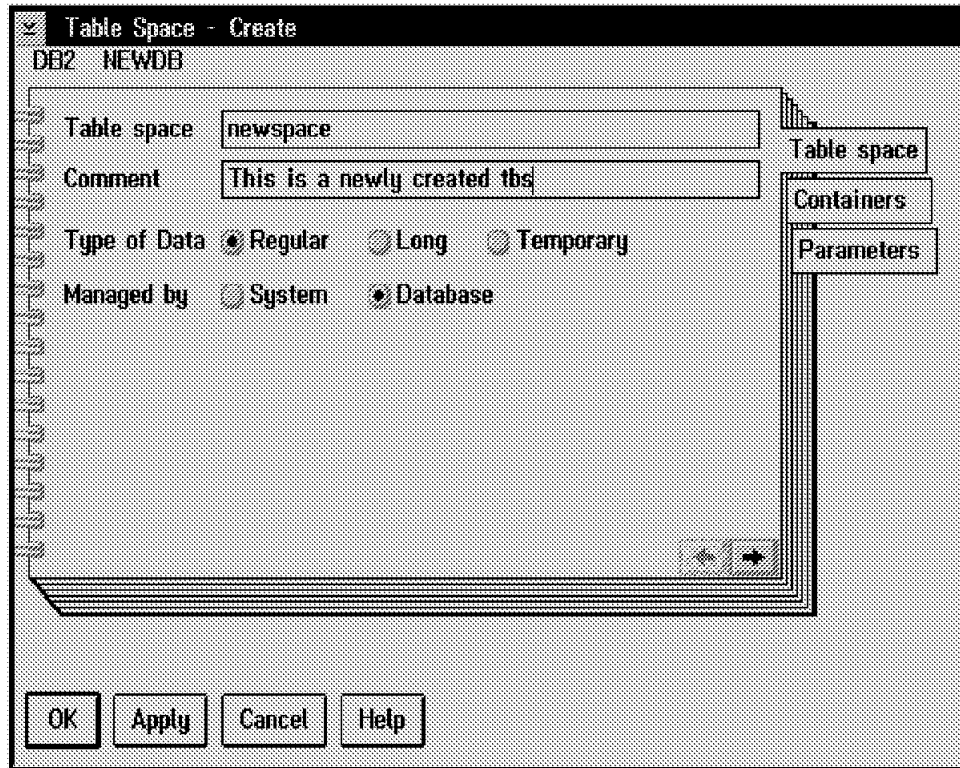 Table Space - Create
DB2 NEWDB
Table space newspace
Comment This is a newly created tbs
Type of Data Regular Long Temporary
Managed by System Database
Table space
Containers
Parameters
OK Apply Cancel Help